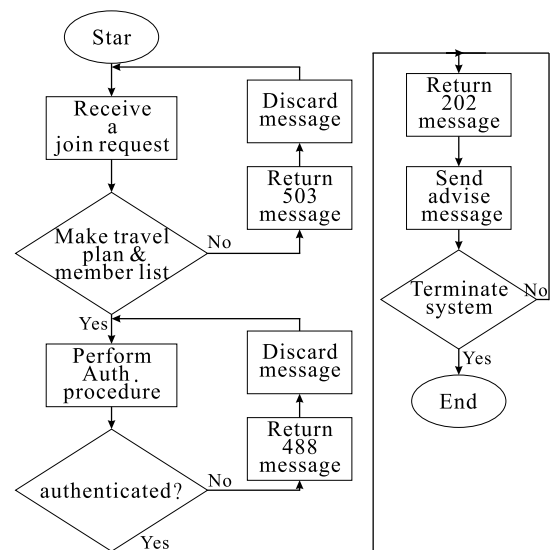 Star
Receive
a
join request
Discard
message
Return
503
message
Make travel
plan &
member list
No
Yes
Perform
Auth.
procedure
Discard
message
Return
488
message
authenticated?
No
Yes
Return
202
message
Send
advise
message
Terminate
system
No
Yes
End